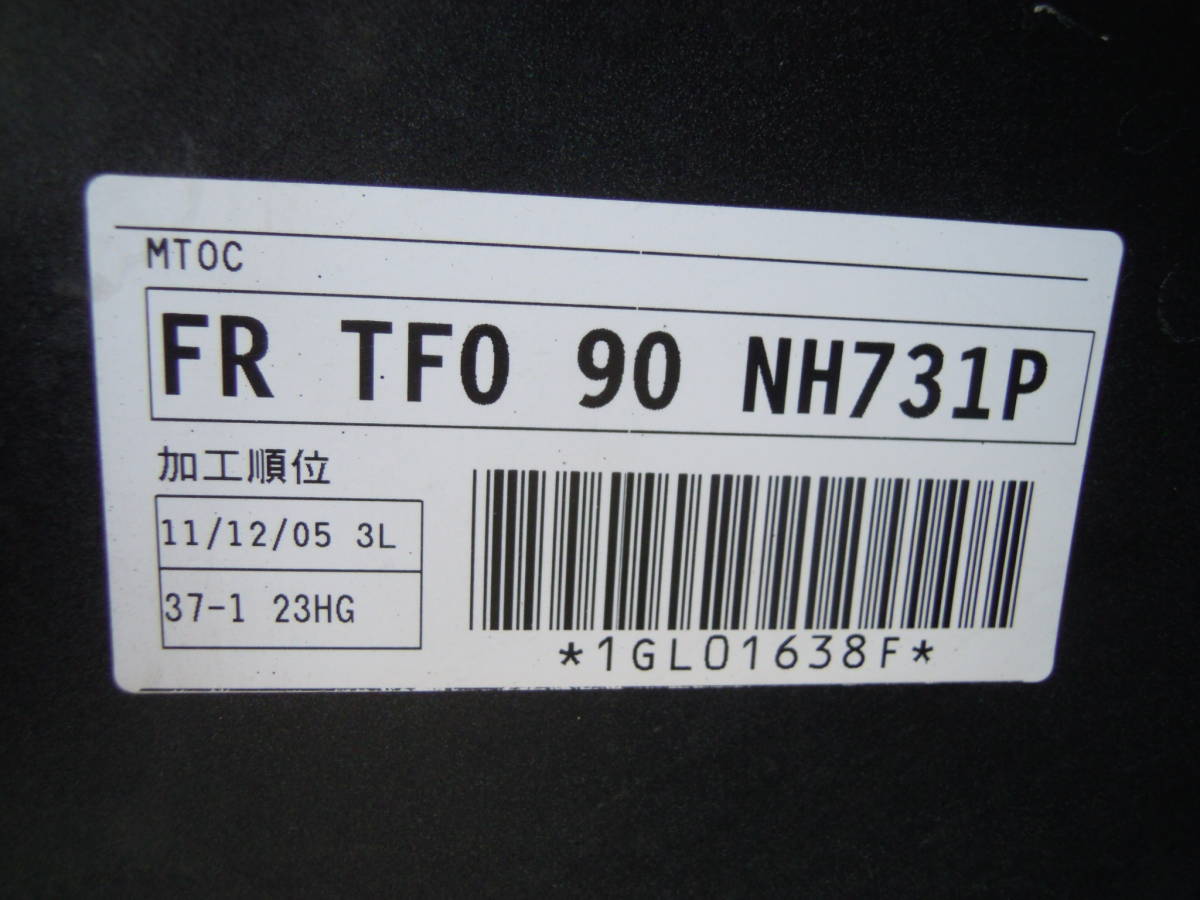 MTOC
FR TF0 90 NH731P
加工順位
11/12/05 3L
37-1 23HG
*1GL01638F*